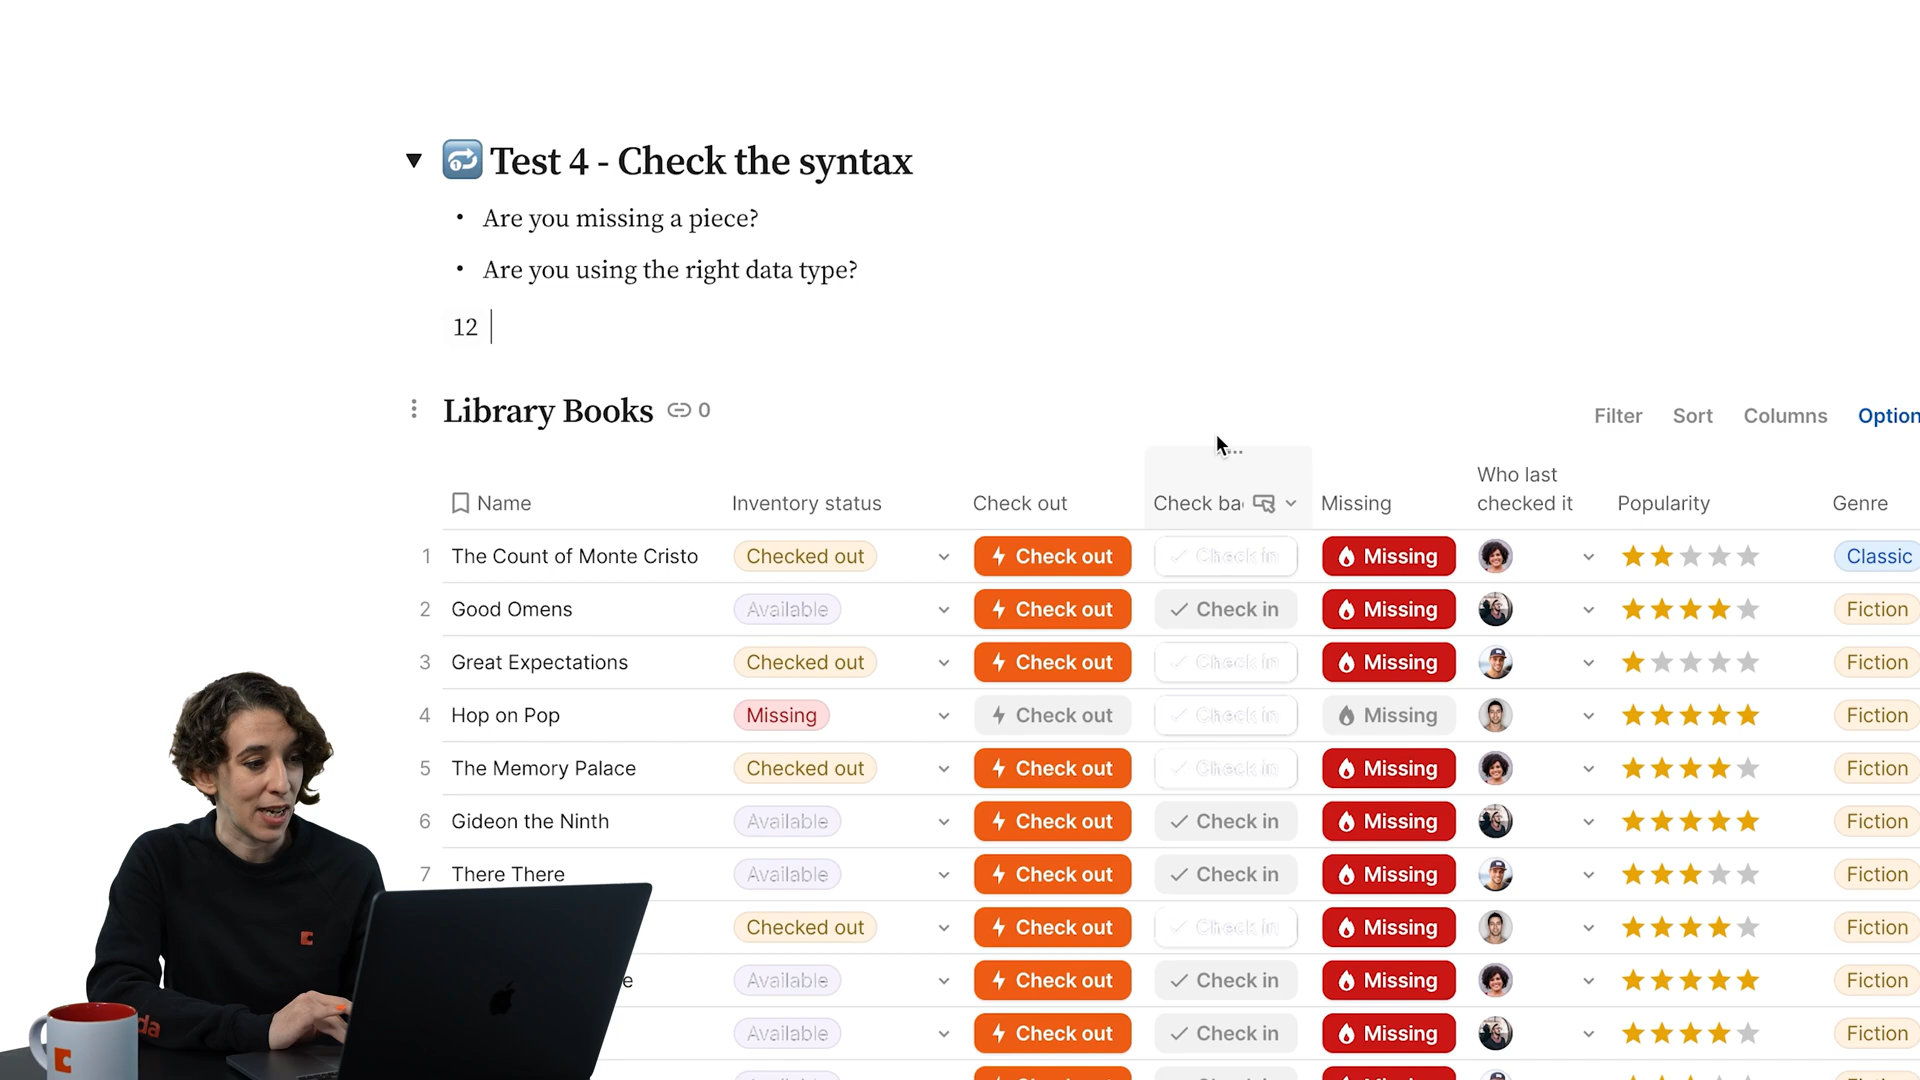 Test 4 - Check the syntax
• Are you missing a piece?
• Are you using the right data type?
12
Library Books 0
Filter Sort Columns Option
Name Inventory status Check out Check ba Missing Who last checked it Popularity Genre
1 The Count of Monte Cristo Checked out Check out Check in Missing Classic
2 Good Omens Available Check out Check in Missing Fiction
3 Great Expectations Checked out Check out Check in Missing Fiction
4 Hop on Pop Missing Check out Check in Missing Fiction
5 The Memory Palace Checked out Check out Check in Missing Fiction
6 Gideon the Ninth Available Check out Check in Missing Fiction
7 There There Available Check out Check in Missing Fiction
Checked out Check out Check in Missing Fiction
e Available Check out Check in Missing Fiction
Available Check out Check in Missing Fiction
da